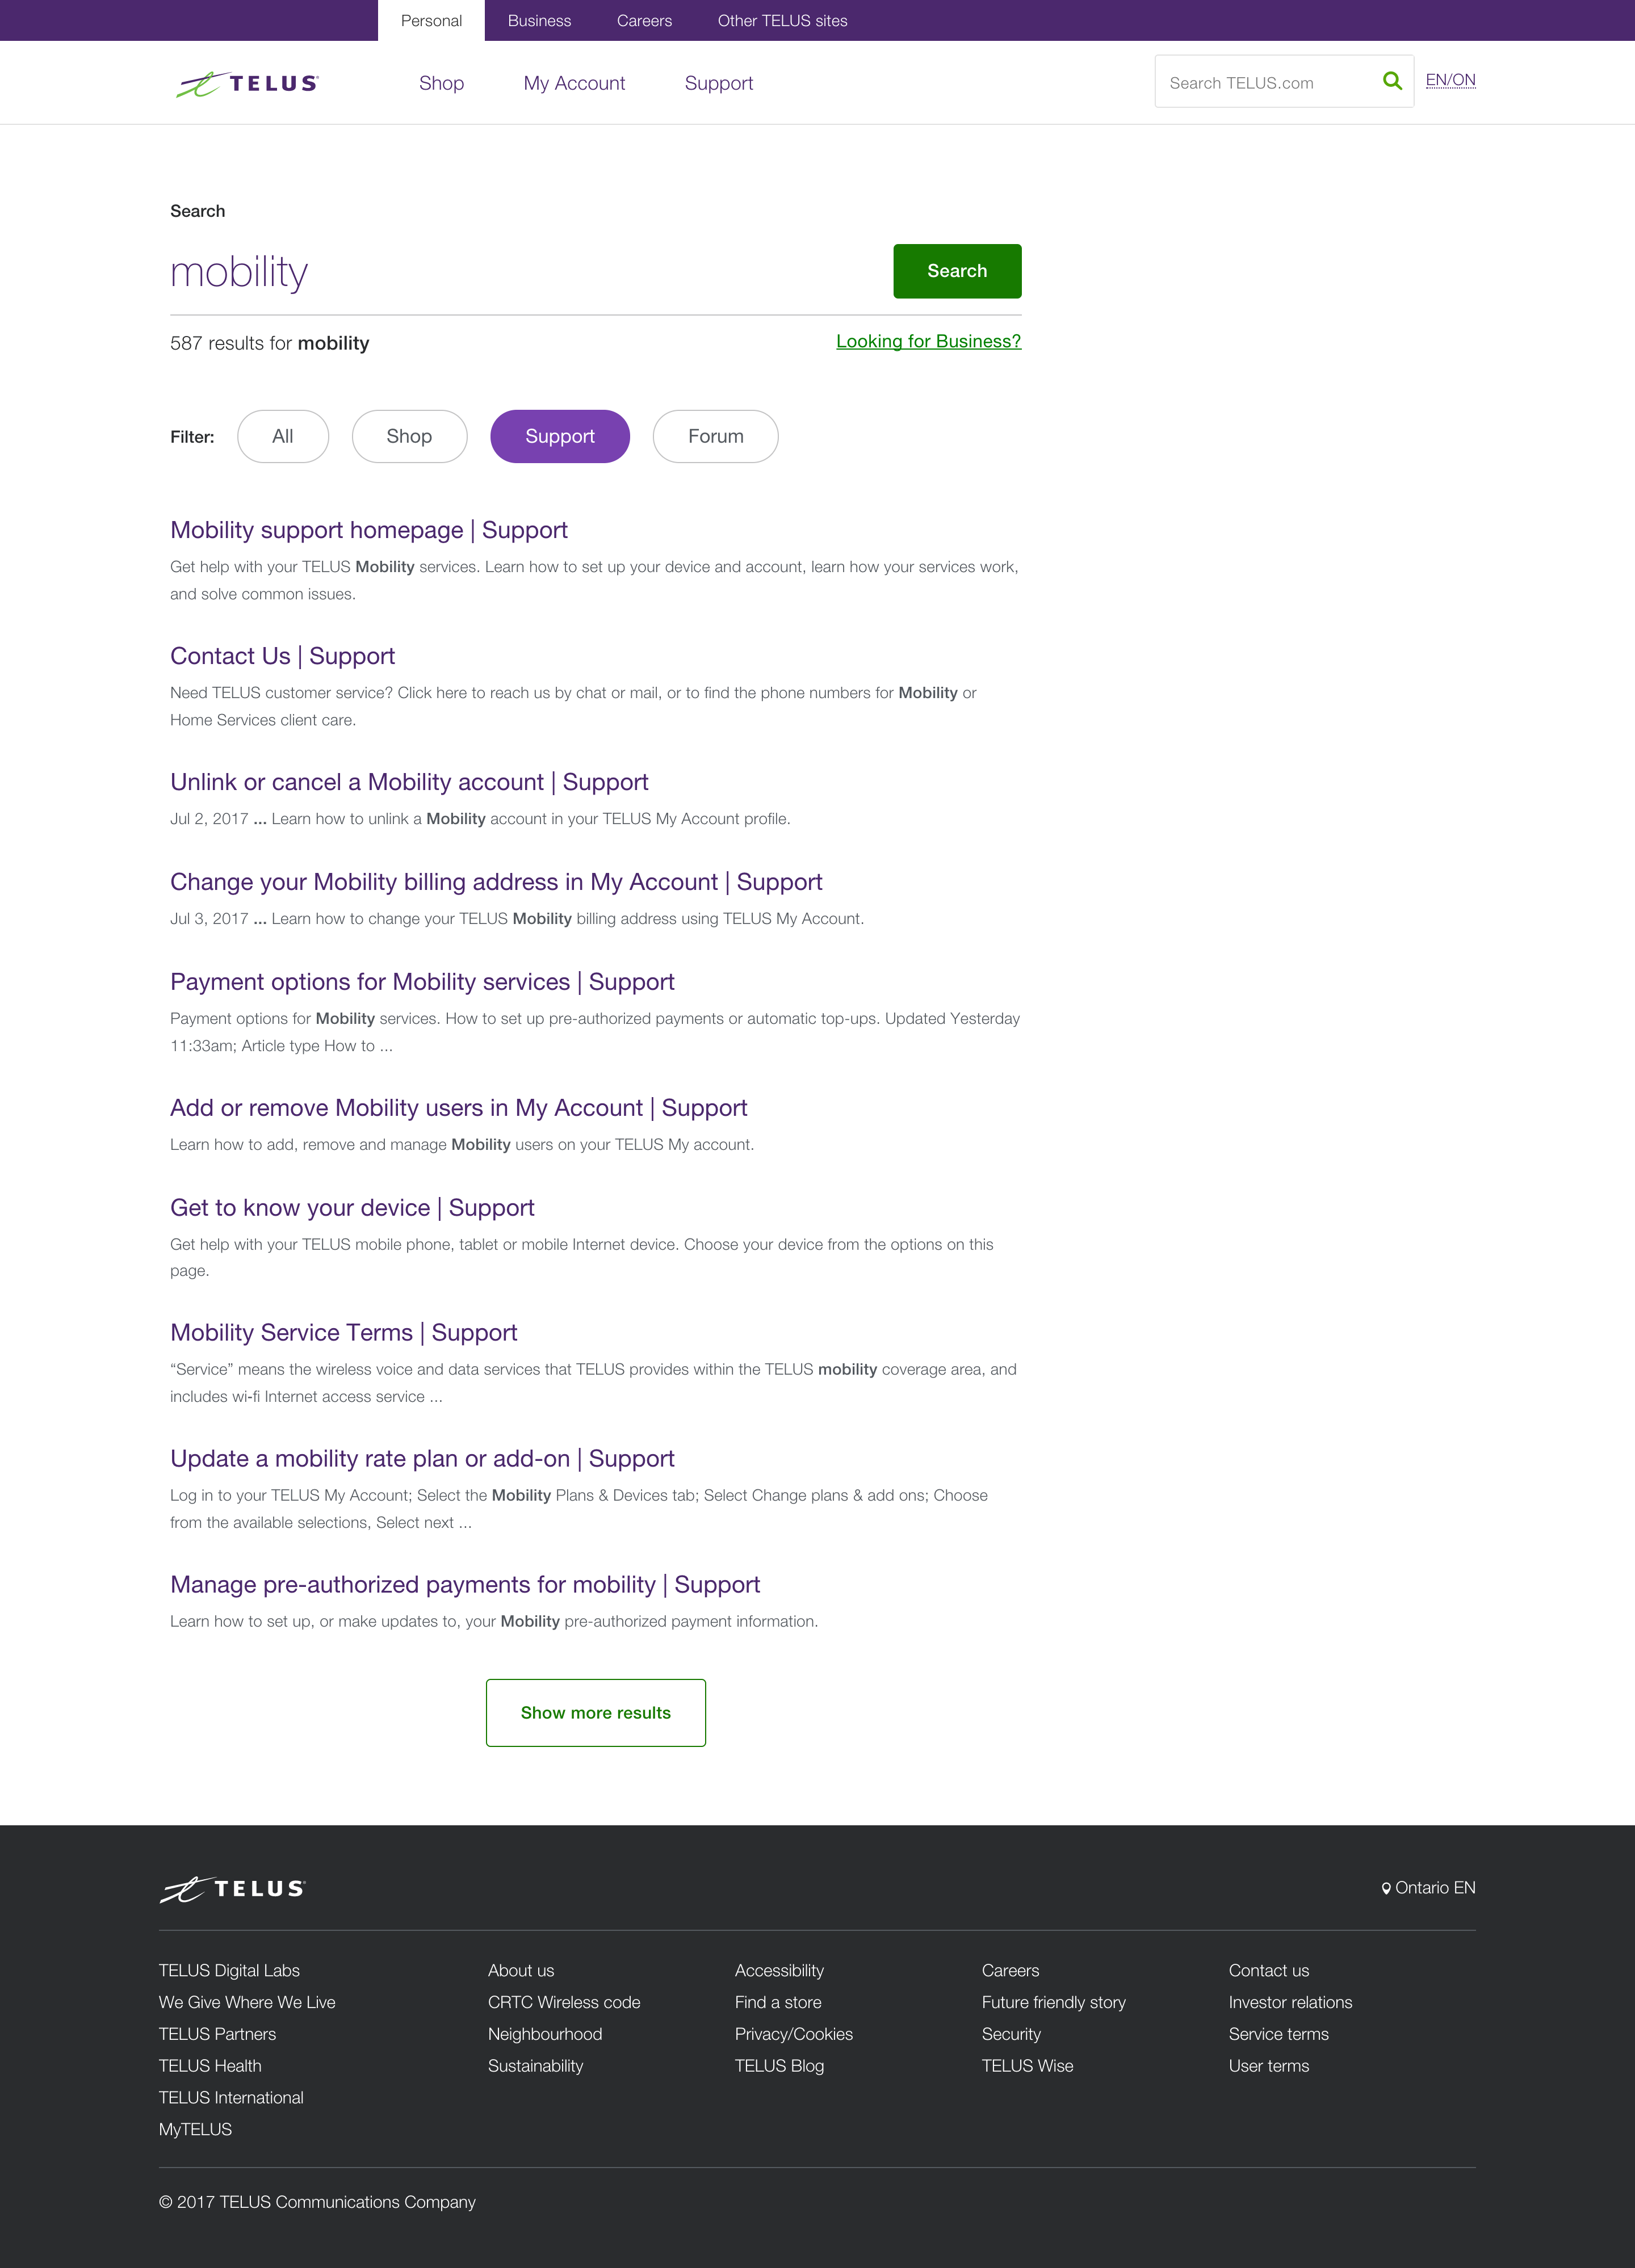 Personal Business Careers Other TELUS sites
TELUS Shop My Account Support Search TELUS.com EN/ON
Search
mobility Search
587 results for mobility Looking for Business?
Filter: All Shop Support Forum
Mobility support homepage | Support
Get help with your TELUS Mobility services. Learn how to set up your device and account, learn how your services work,
and solve common issues.
Contact Us | Support
Need TELUS customer service? Click here to reach us by chat or mail, or to find the phone numbers for Mobility or
Home Services client care.
Unlink or cancel a Mobility account | Support
Jul 2, 2017 ... Learn how to unlink a Mobility account in your TELUS My Account profile.
Change your Mobility billing address in My Account | Support
Jul 3, 2017 ... Learn how to change your TELUS Mobility billing address using TELUS My Account.
Payment options for Mobility services | Support
Payment options for Mobility services. How to set up pre-authorized payments or automatic top-ups. Updated Yesterday
11:33am; Article type How to ...
Add or remove Mobility users in My Account | Support
Learn how to add, remove and manage Mobility users on your TELUS My account.
Get to know your device | Support
Get help with your TELUS mobile phone, tablet or mobile Internet device. Choose your device from the options on this
page.
Mobility Service Terms | Support
“Service” means the wireless voice and data services that TELUS provides within the TELUS mobility coverage area, and
includes wi-fi Internet access service ...
Update a mobility rate plan or add-on | Support
Log in to your TELUS My Account; Select the Mobility Plans & Devices tab; Select Change plans & add ons; Choose
from the available selections, Select next ...
Manage pre-authorized payments for mobility | Support
Learn how to set up, or make updates to, your Mobility pre-authorized payment information.
Show more results
TELUS Ontario EN
TELUS Digital Labs About us Accessibility Careers Contact us
We Give Where We Live CRTC Wireless code Find a store Future friendly story Investor relations
TELUS Partners Neighbourhood Privacy/Cookies Security Service terms
TELUS Health Sustainability TELUS Blog TELUS Wise User terms
TELUS International
MyTELUS
© 2017 TELUS Communications Company